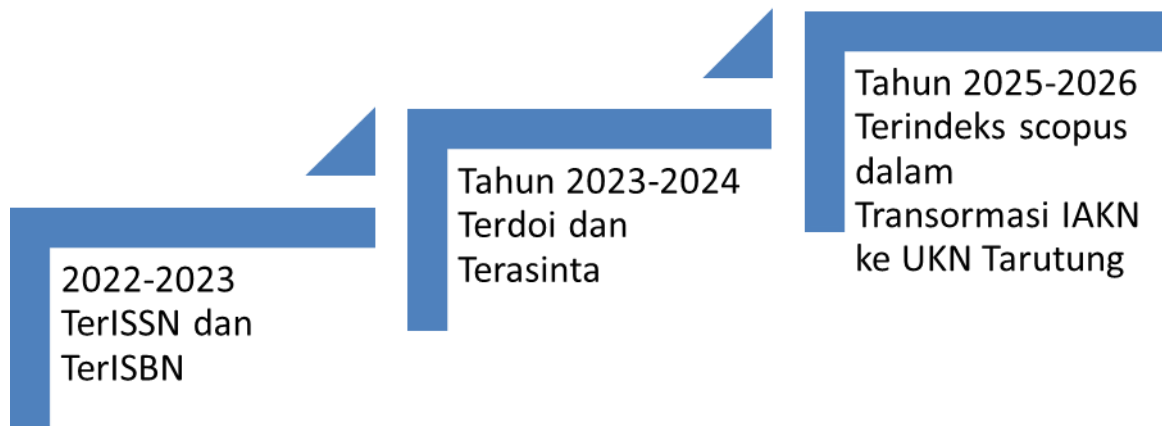 2022-2023
TerISSN dan
TerISBN
Tahun 2023-2024
Terdoi dan
Terasinta
Tahun 2025-2026
Terindeks scopus
dalam
Transormasi IAKN
ke UKN Tarutung